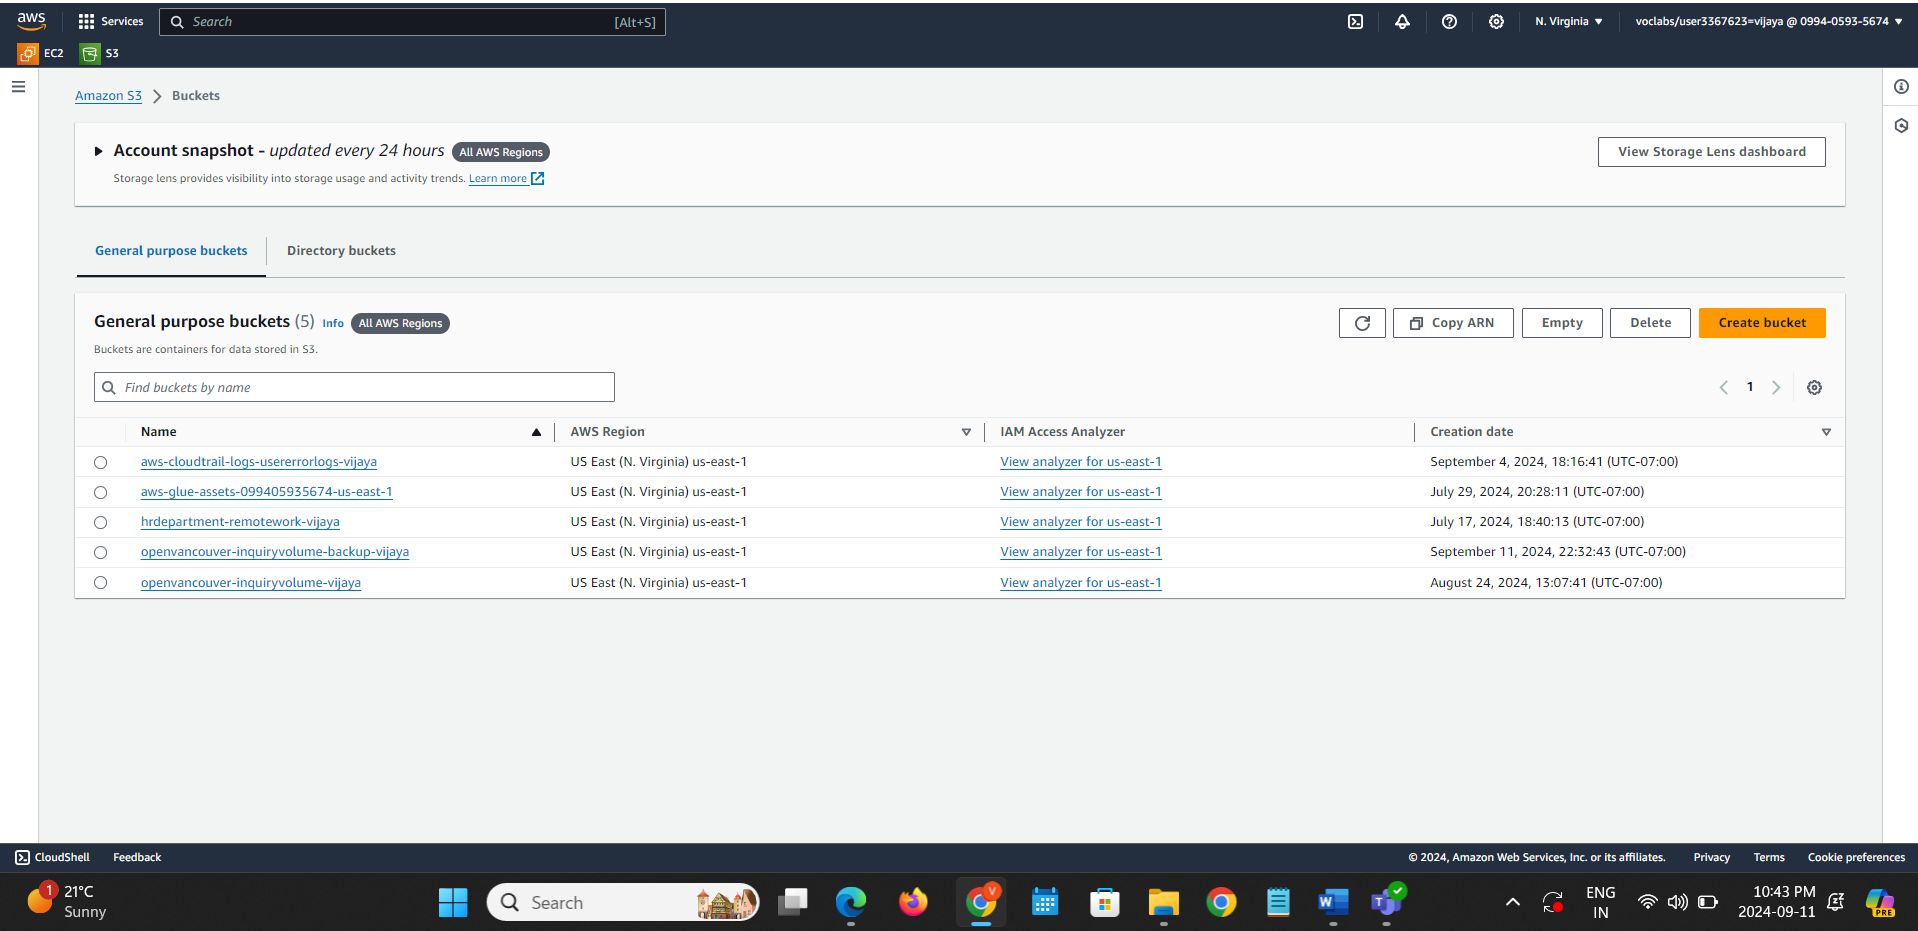 aws Services Search [Alt+S] N. Virginia voclabs/user3367623=vijaya @ 0994-0593-5674
EC2 S3
Amazon S3 Buckets
Account snapshot - updated every 24 hours All AWS Regions View Storage Lens dashboard
Storage lens provides visibility into storage usage and activity trends. Learn more
General purpose buckets Directory buckets
General purpose buckets (5) Info All AWS Regions Copy ARN Empty Delete Create bucket
Buckets are containers for data stored in S3.
Find buckets by name 1
Name AWS Region IAM Access Analyzer Creation date
aws-cloudtrail-logs-usererrorlogs-vijaya US East (N. Virginia) us-east-1 View analyzer for us-east-1 September 4, 2024, 18:16:41 (UTC-07:00)
aws-glue-assets-099405935674-us-east-1 US East (N. Virginia) us-east-1 View analyzer for us-east-1 July 29, 2024, 20:28:11 (UTC-07:00)
hrdepartment-remotework-vijaya US East (N. Virginia) us-east-1 View analyzer for us-east-1 July 17, 2024, 18:40:13 (UTC-07:00)
openvancouver-inquiryvolume-backup-vijaya US East (N. Virginia) us-east-1 View analyzer for us-east-1 September 11, 2024, 22:32:43 (UTC-07:00)
openvancouver-inquiryvolume-vijaya US East (N. Virginia) us-east-1 View analyzer for us-east-1 August 24, 2024, 13:07:41 (UTC-07:00)
CloudShell Feedback © 2024, Amazon Web Services, Inc. or its affiliates. Privacy Terms Cookie preferences
1 21°C Search V W T ENG 10:43 PM
Sunny IN 2024-09-11 PRE